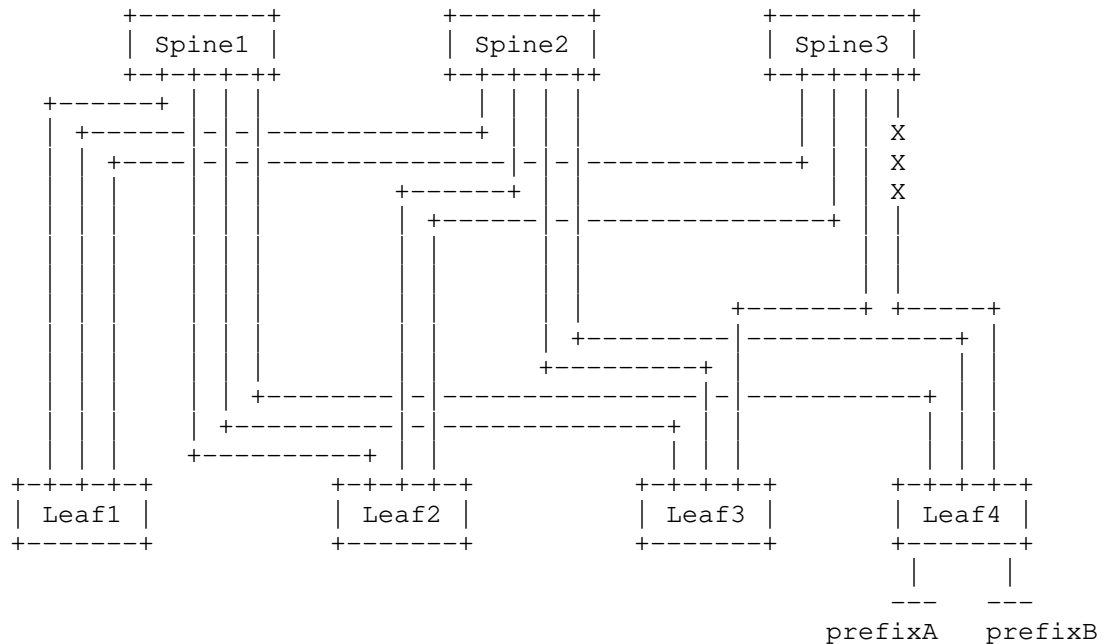 Spine1 Spine2 Spine3
X
X
X
Leaf1 Leaf2 Leaf3 Leaf4
prefixA prefixB